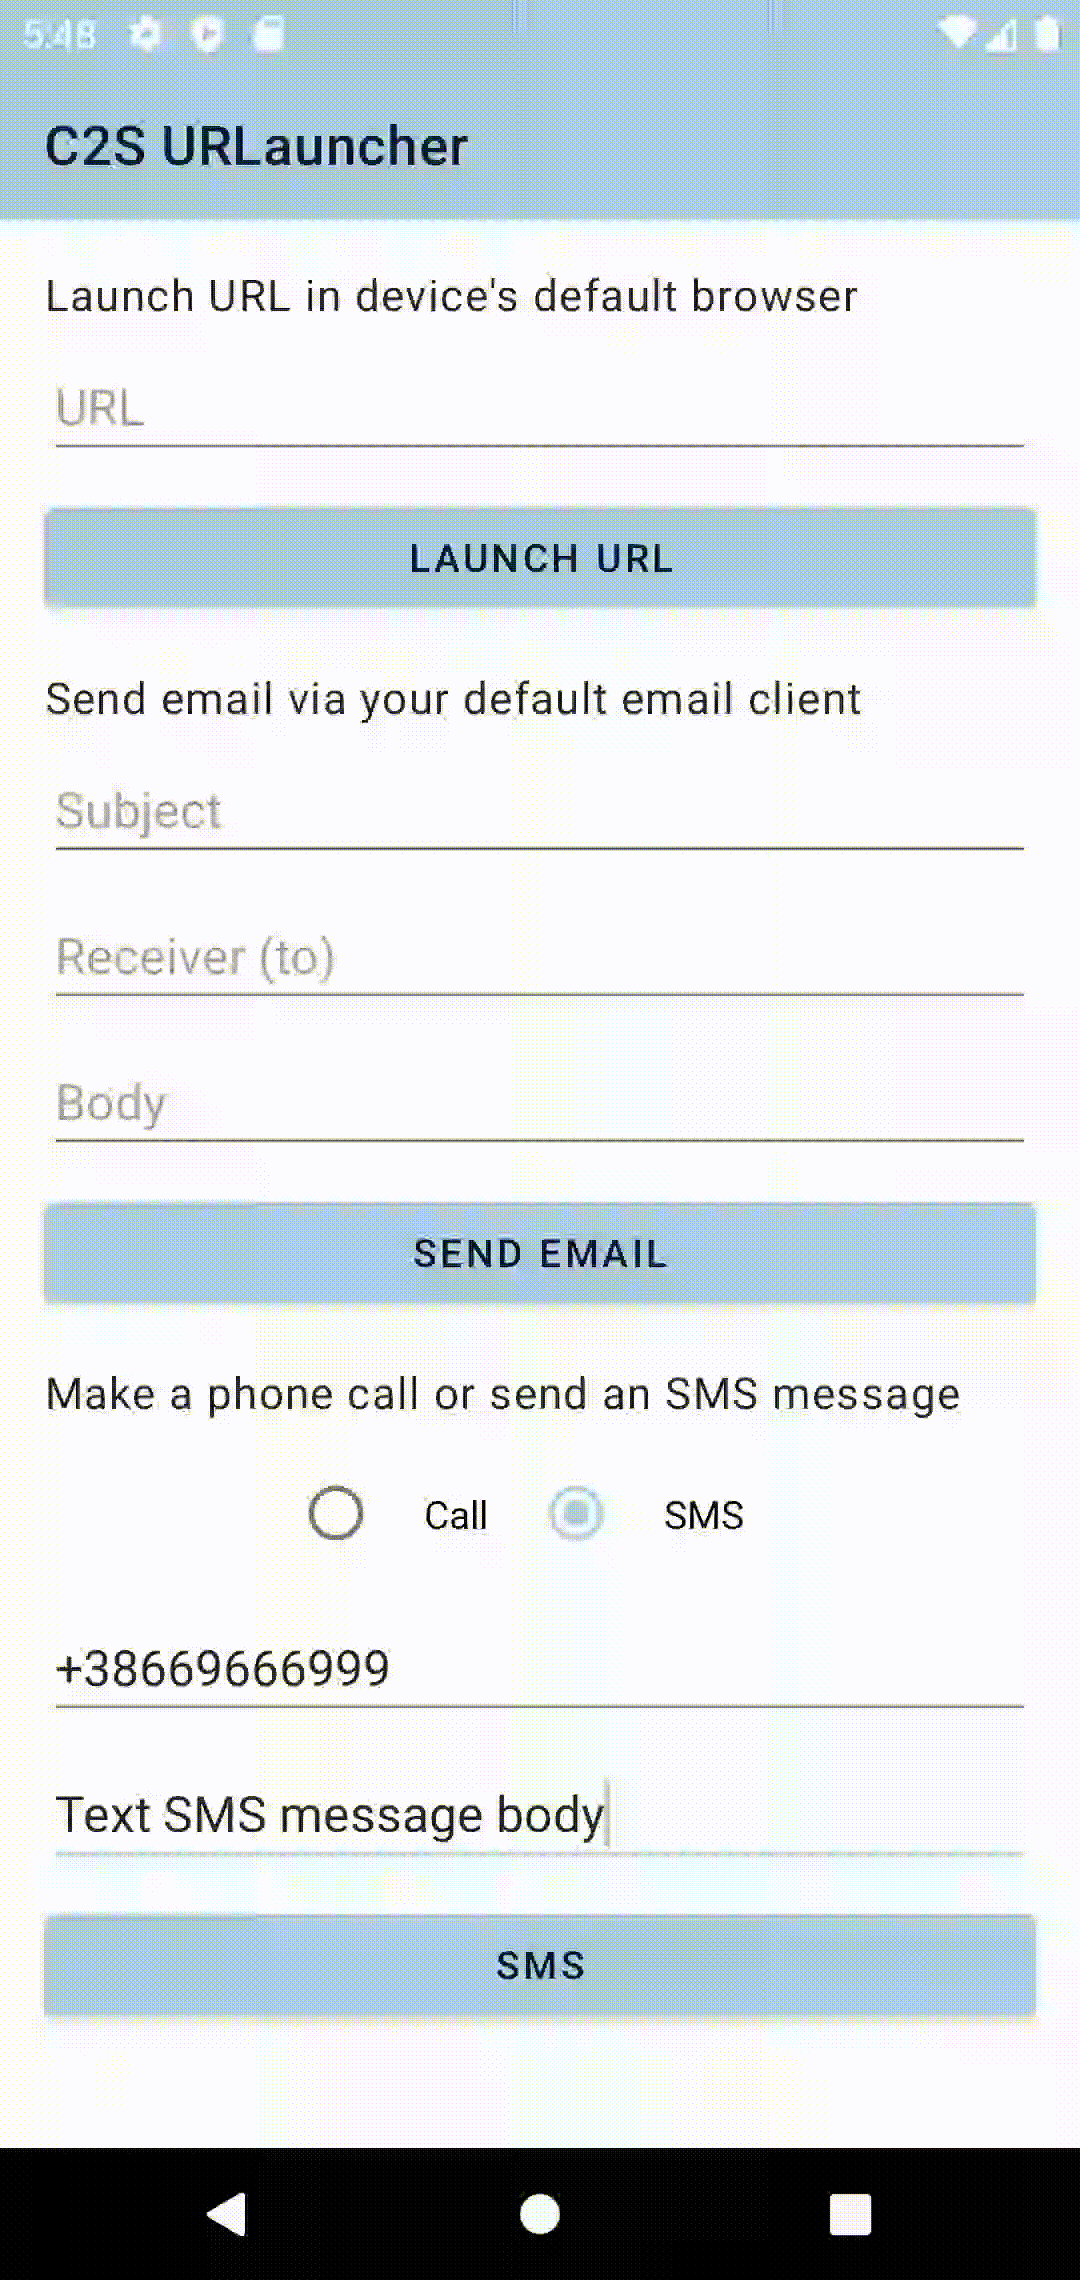 5:48
C2S URLauncher
Launch URL in device's default browser
URL
LAUNCH URL
Send email via your default email client
Subject
Receiver (to)
Body
SEND EMAIL
Make a phone call or send an SMS message
Call SMS
+38669666999
Text SMS message body
SMS